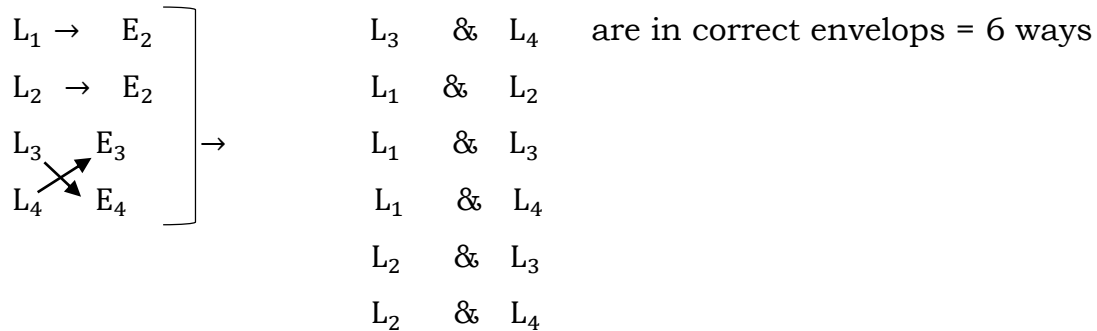 L₁ → E₂ L₃ & L₄ are in correct envelops = 6 ways
L₂ → E₂ L₁ & L₂
L₃ E₃ → L₁ & L₃
L₄ E₄ L₁ & L₄
L₂ & L₃
L₂ & L₄